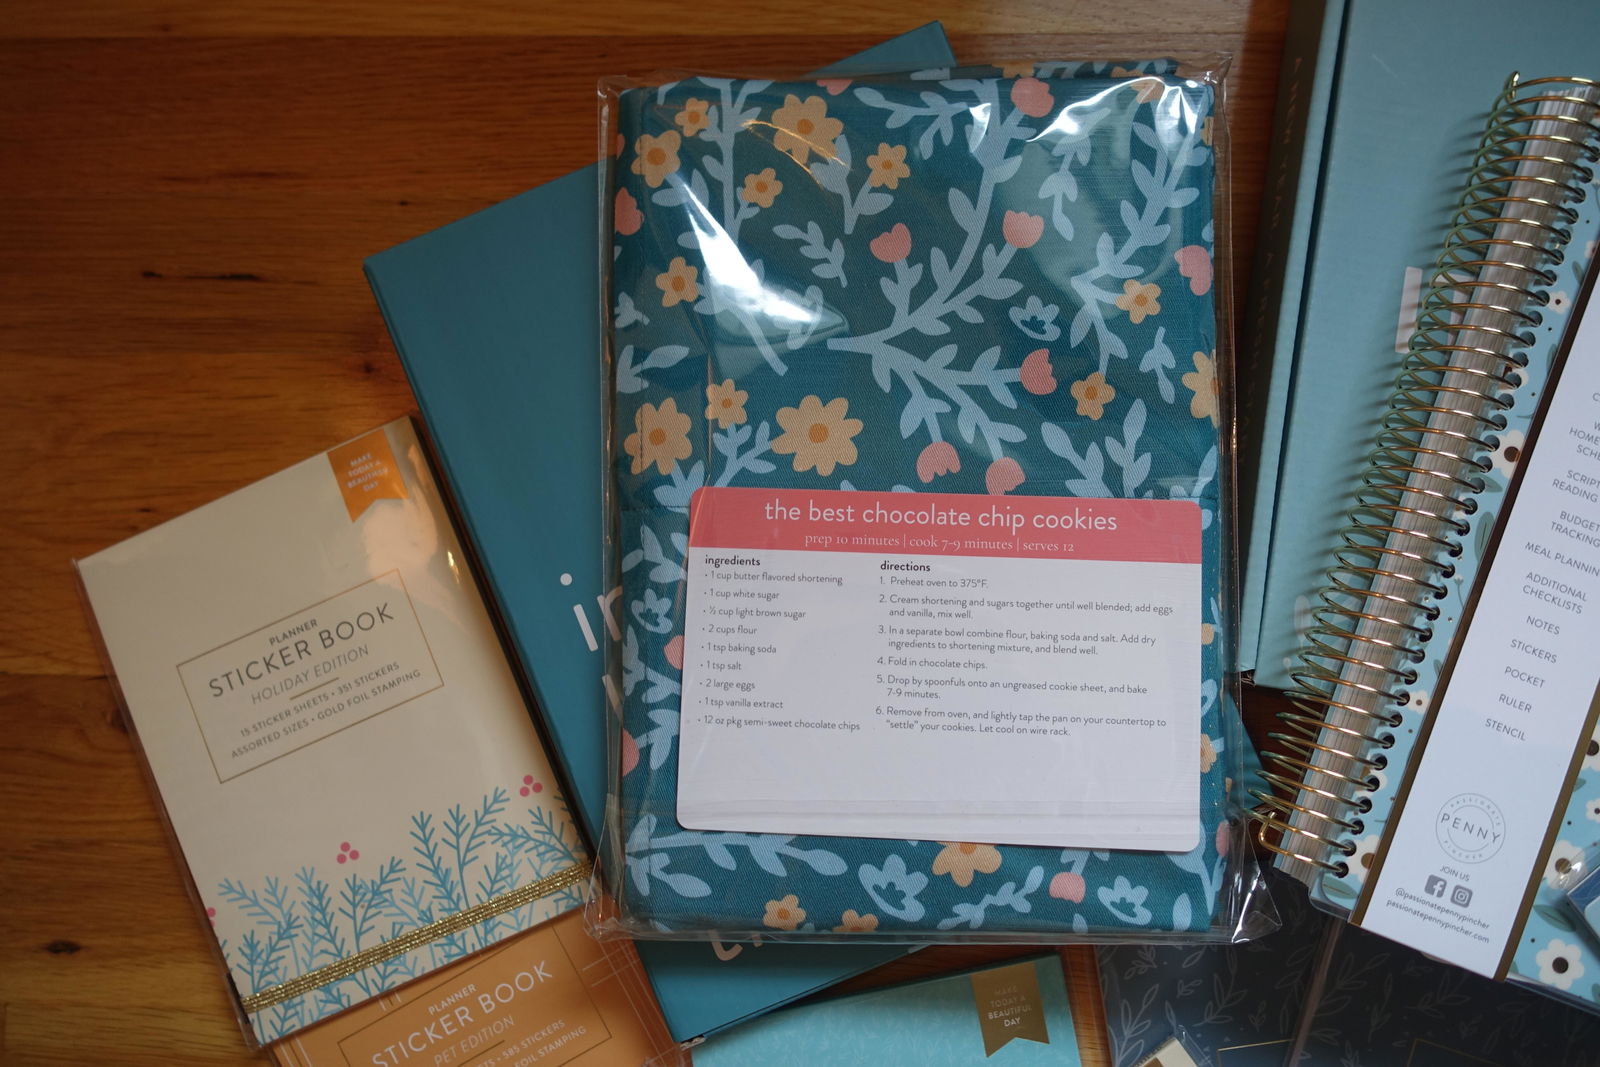 MAKE
TODAY A
BEAUTIFUL
DAY
PLANNER
STICKER BOOK
HOLIDAY EDITION
15 STICKER SHEETS • 351 STICKERS
ASSORTED SIZES • GOLD FOIL STAMPING
the best chocolate chip cookies
prep 10 minutes | cook 7-9 minutes | serves 12
ingredients
• 1 cup butter flavored shortening
• 1 cup white sugar
• ½ cup light brown sugar
• 2 cups flour
• 1 tsp baking soda
• 1 tsp salt
• 2 large eggs
• 1 tsp vanilla extract
• 12 oz pkg semi-sweet chocolate chips
directions
1. Preheat oven to 375°F.
2. Cream shortening and sugars together until well blended; add eggs
and vanilla, mix well.
3. In a separate bowl combine flour, baking soda and salt. Add dry
ingredients to shortening mixture, and blend well.
4. Fold in chocolate chips.
5. Drop by spoonfuls onto an ungreased cookie sheet, and bake
7-9 minutes.
6. Remove from oven, and lightly tap the pan on your countertop to
"settle" your cookies. Let cool on wire rack.
PLANNER
STICKER BOOK
PET EDITION
• 585 STICKERS
FOIL STAMPING
MAKE
TODAY A
BEAUTIFUL
DAY
A NEW YEAR, A FRESH
READING
BUDGET
TRACKING
MEAL PLANNIN
ADDITIONAL
CHECKLISTS
NOTES
STICKERS
POCKET
RULER
STENCIL
PASSIONATE
PENNY
PINCHER
JOIN US
@passionatepennypincher
passionatepennypincher.com